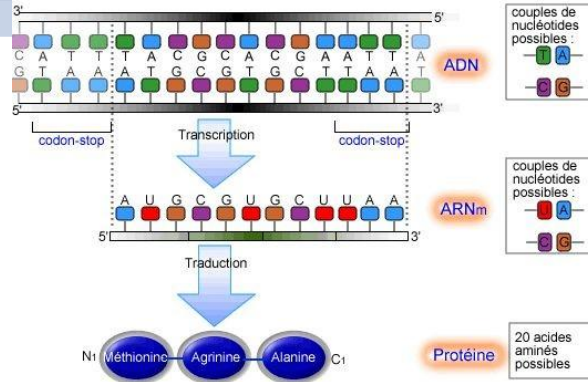 3' 5'
C A T T T A C G C A C G A A T T A
G T A A A T G C G T G C T T A A T
5' 3'
ADN
couples de
nucléotides
possibles :
T A
C G
codon-stop
Transcription
codon-stop
A U G C G U G C U U A A
5' 3'
ARNm
couples de
nucléotides
possibles :
U A
C G
Traduction
N1 Méthionine Agrinine Alanine C1
Protéine
20 acides
aminés
possibles